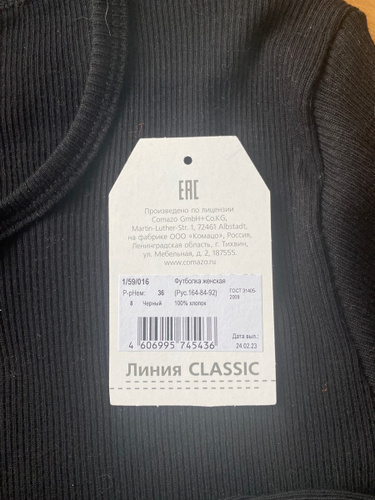 EAC
Произведено по лицензии
Comazo GmbH+Co.KG,
Martin-Luther-Str. 1, 72461 Albstadt,
на фабрике ООО «Комацо», Россия,
Ленинградская область, г. Тихвин,
ул. Мебельная, д. 2, 187555.
www.comazo.ru
1/59/016 Футболка женская
Р-рНем: 36 (Рус.164-84-92) ГОСТ 31405-2009
8 Черный 100% хлопок
Дата вып.:
24.02.23
4 606995 745436
Линия CLASSIC